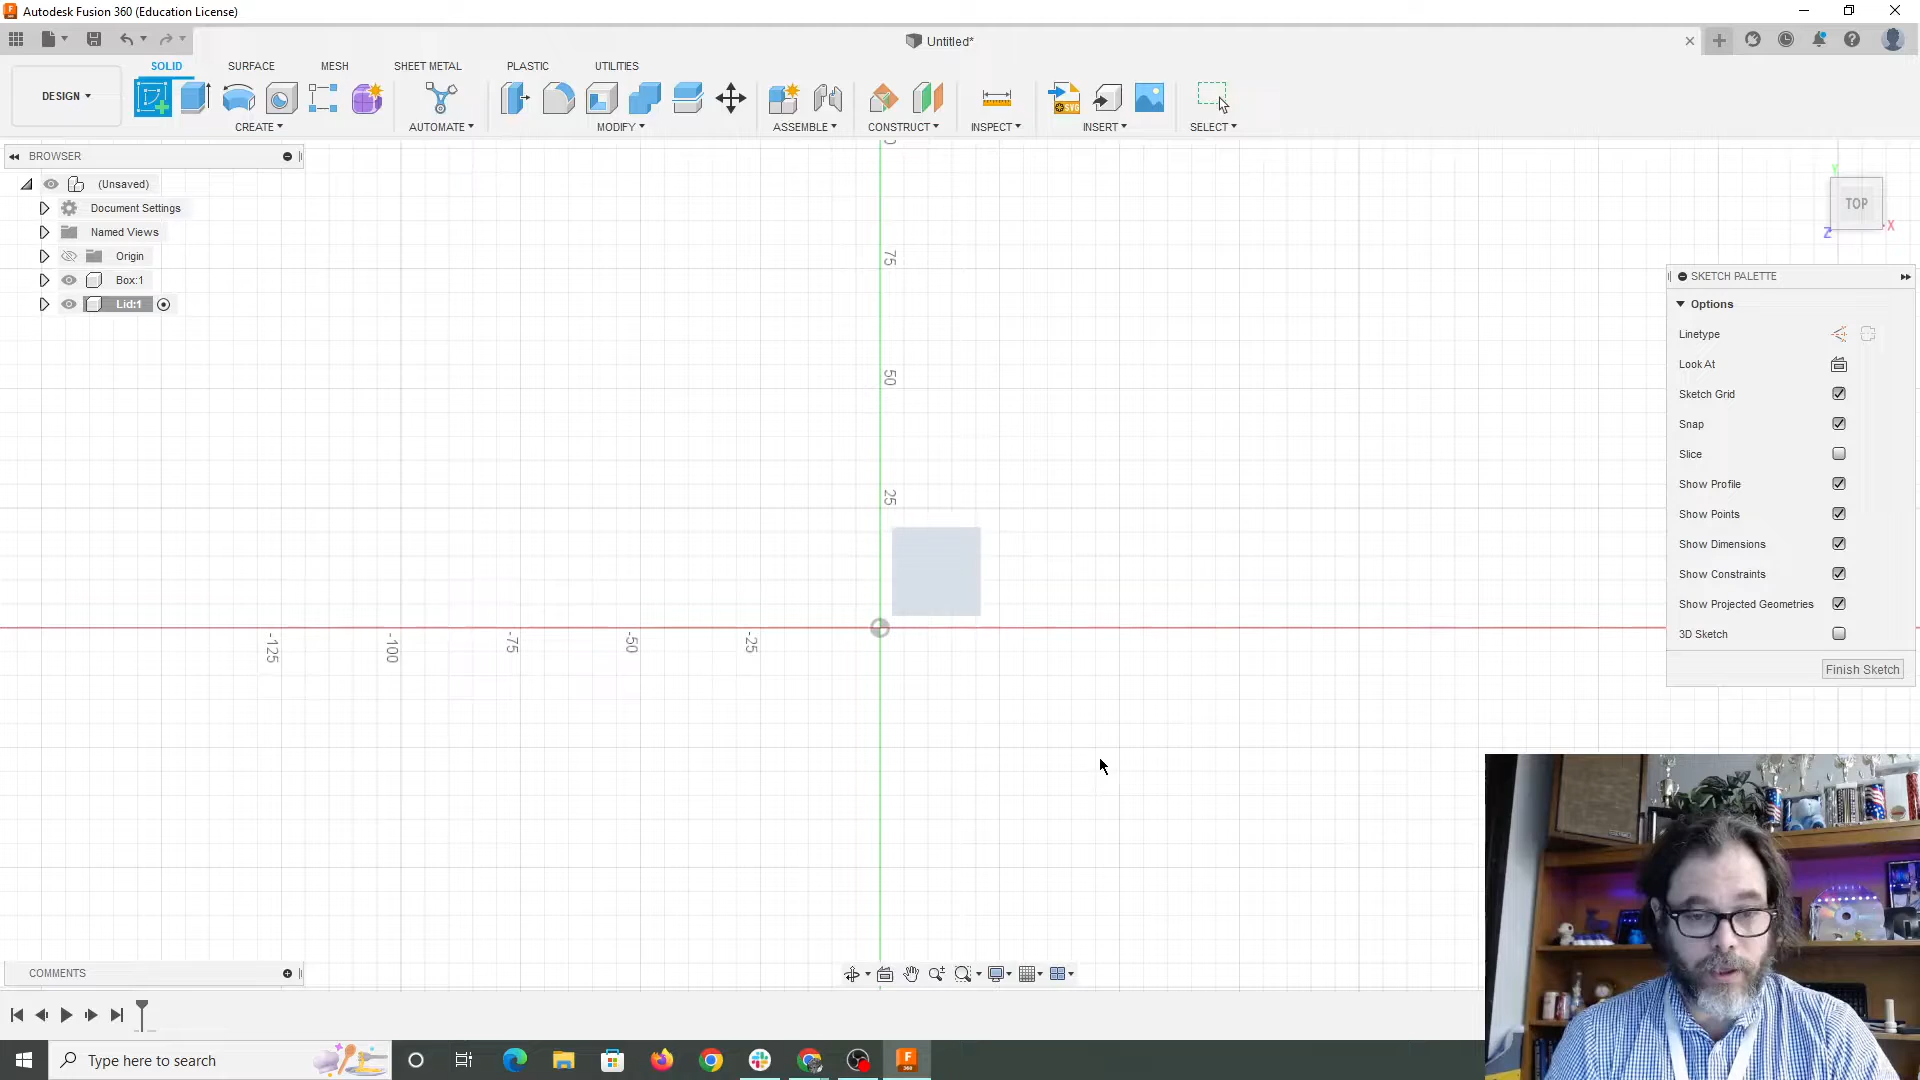 Autodesk Fusion 360 (Education License)
Untitled*
SOLID SURFACE MESH SHEET METAL PLASTIC UTILITIES
DESIGN
CREATE AUTOMATE MODIFY ASSEMBLE CONSTRUCT INSPECT INSERT SELECT
BROWSER
(Unsaved)
Document Settings
Named Views
Origin
Box:1
Lid:1
TOP
Y
X
Z
75
50
25
-125
-100
-75
-50
-25
SKETCH PALETTE
Options
Linetype
Look At
Sketch Grid
Snap
Slice
Show Profile
Show Points
Show Dimensions
Show Constraints
Show Projected Geometries
3D Sketch
Finish Sketch
COMMENTS
Type here to search